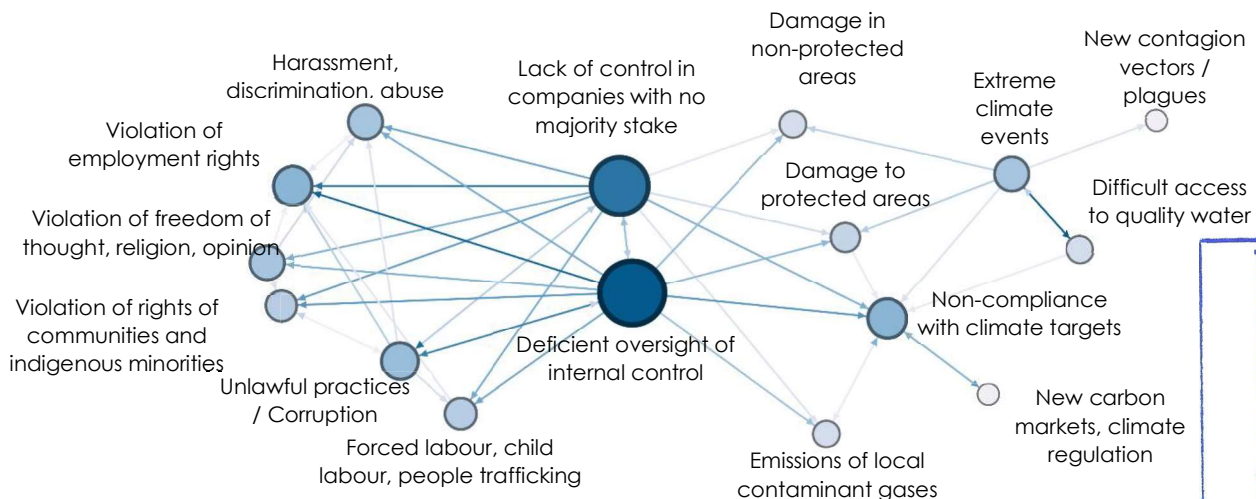 Harassment,
discrimination, abuse
Violation of
employment rights
Violation of freedom of
thought, religion, opinion
Violation of rights of
communities and
indigenous minorities
Unlawful practices
/ Corruption
Forced labour, child
labour, people trafficking
Lack of control in
companies with no
majority stake
Deficient oversight of
internal control
Damage in
non-protected
areas
Damage to
protected areas
Extreme
climate
events
New contagion
vectors /
plagues
Difficult access
to quality water
Non-compliance
with climate targets
New carbon
markets, climate
regulation
Emissions of local
contaminant gases